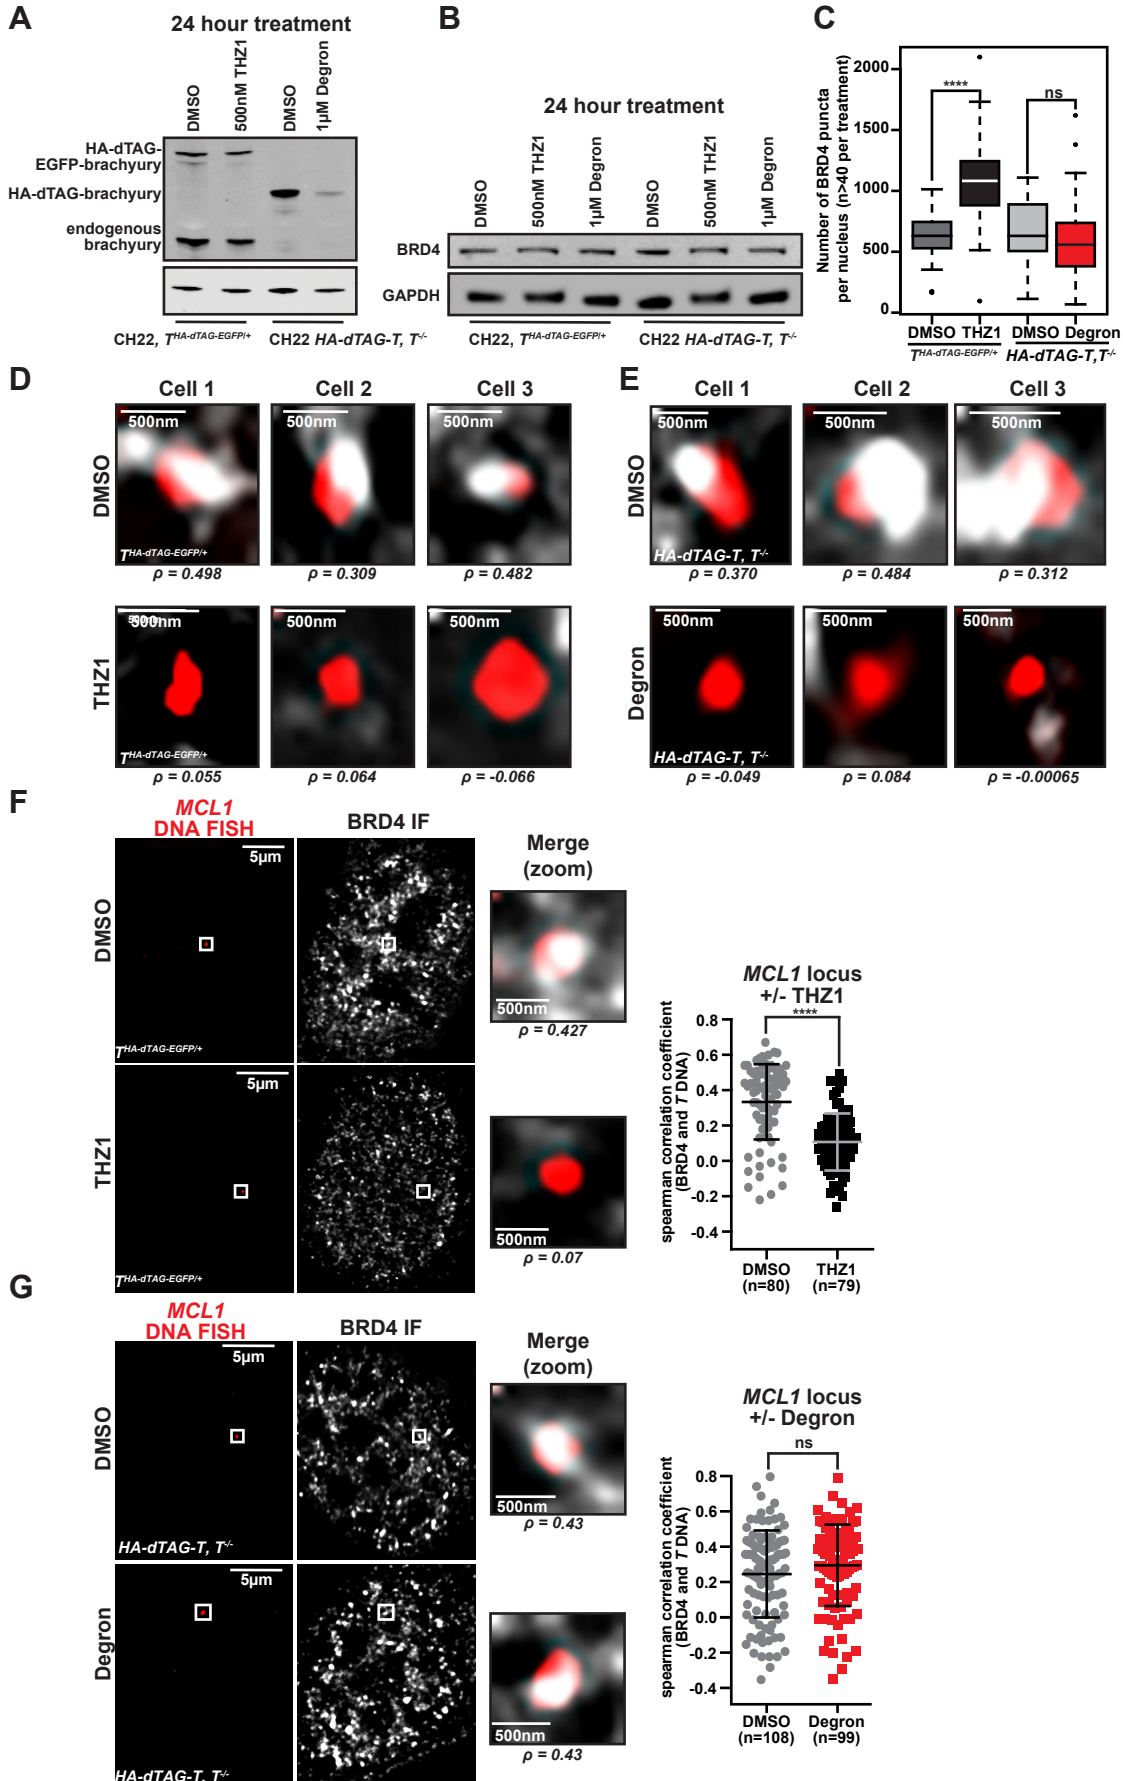 A
24 hour treatment
DMSO
500nM THZ1
DMSO
1µM Degron
HA-dTAG-
EGFP-brachyury
HA-dTAG-brachyury
endogenous
brachyury
CH22, T^HA-dTAG-EGFP/+
CH22 HA-dTAG-T, T^-/-
B
24 hour treatment
DMSO
500nM THZ1
1µM Degron
DMSO
500nM THZ1
1µM Degron
BRD4
GAPDH
CH22, T^HA-dTAG-EGFP/+
CH22 HA-dTAG-T, T^-/-
C
Number of BRD4 puncta
per nucleus (n>40 per treatment)
2000
1500
1000
500
0
****
ns
DMSO THZ1
DMSO Degron
T^HA-dTAG-EGFP/+
HA-dTAG-T,T^-/-
D
Cell 1
Cell 2
Cell 3
DMSO
500nm
500nm
500nm
T^HA-dTAG-EGFP/+
ρ = 0.498
ρ = 0.309
ρ = 0.482
THZ1
500nm
500nm
500nm
T^HA-dTAG-EGFP/+
ρ = 0.055
ρ = 0.064
ρ = -0.066
E
Cell 1
Cell 2
Cell 3
DMSO
500nm
500nm
500nm
HA-dTAG-T, T^-/-
ρ = 0.370
ρ = 0.484
ρ = 0.312
Degron
500nm
500nm
500nm
HA-dTAG-T, T^-/-
ρ = -0.049
ρ = 0.084
ρ = -0.00065
F
MCL1
DNA FISH
BRD4 IF
Merge
(zoom)
DMSO
5µm
T^HA-dTAG-EGFP/+
500nm
ρ = 0.427
THZ1
5µm
T^HA-dTAG-EGFP/+
500nm
ρ = 0.07
MCL1 locus
+/- THZ1
****
spearman correlation coefficient
(BRD4 and T DNA)
0.8
0.6
0.4
0.2
0.0
-0.2
-0.4
DMSO
(n=80)
THZ1
(n=79)
G
MCL1
DNA FISH
BRD4 IF
Merge
(zoom)
DMSO
5µm
HA-dTAG-T, T^-/-
500nm
ρ = 0.43
Degron
5µm
HA-dTAG-T, T^-/-
500nm
ρ = 0.43
MCL1 locus
+/- Degron
ns
spearman correlation coefficient
(BRD4 and T DNA)
0.8
0.6
0.4
0.2
0.0
-0.2
-0.4
DMSO
(n=108)
Degron
(n=99)